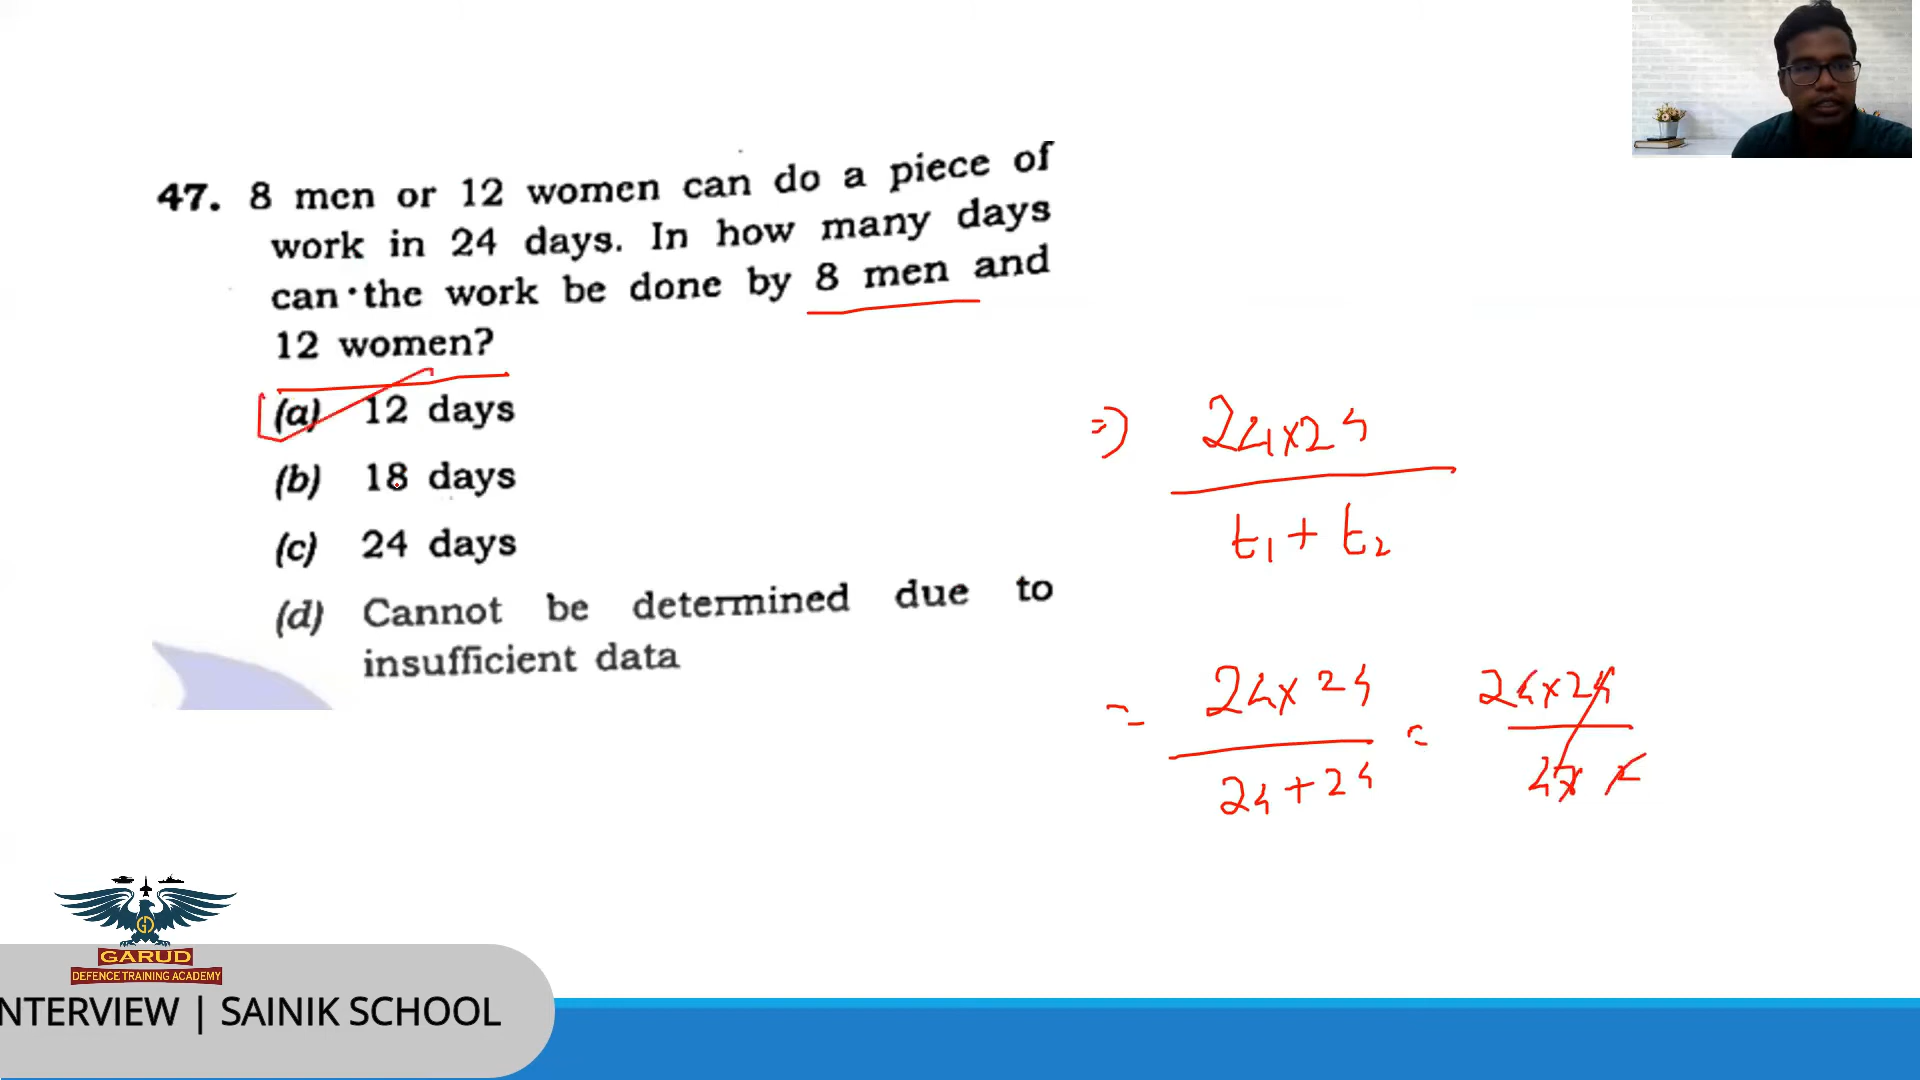 47. 8 men or 12 women can do a piece of
work in 24 days. In how many days
can the work be done by 8 men and
12 women?
(a) 12 days
(b) 18 days
(c) 24 days
(d) Cannot be determined due to
insufficient data
⇒ 24×24
t₁ + t₂
= 24×24 = 24×24
24+24
GARUD
DEFENCE TRAINING ACADEMY
NTERVIEW | SAINIK SCHOOL